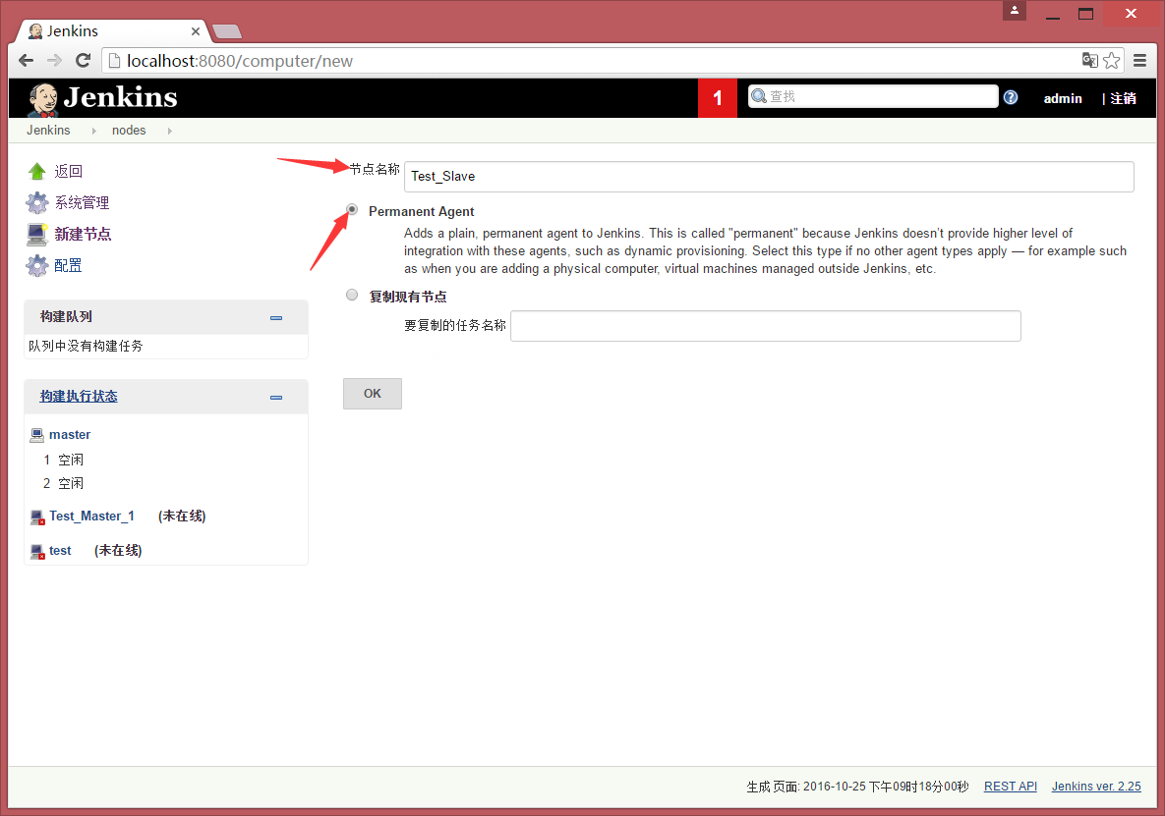 Jenkins
localhost:8080/computer/new
Jenkins
1
查找
admin
| 注销
Jenkins
nodes
返回
系统管理
新建节点
配置
构建队列
队列中没有构建任务
构建执行状态
master
1 空闲
2 空闲
Test_Master_1 (未在线)
test (未在线)
节点名称
Test_Slave
Permanent Agent
Adds a plain, permanent agent to Jenkins. This is called "permanent" because Jenkins doesn't provide higher level of
integration with these agents, such as dynamic provisioning. Select this type if no other agent types apply — for example such
as when you are adding a physical computer, virtual machines managed outside Jenkins, etc.
复制现有节点
要复制的任务名称
OK
生成 页面: 2016-10-25 下午09时18分00秒
REST API
Jenkins ver. 2.25